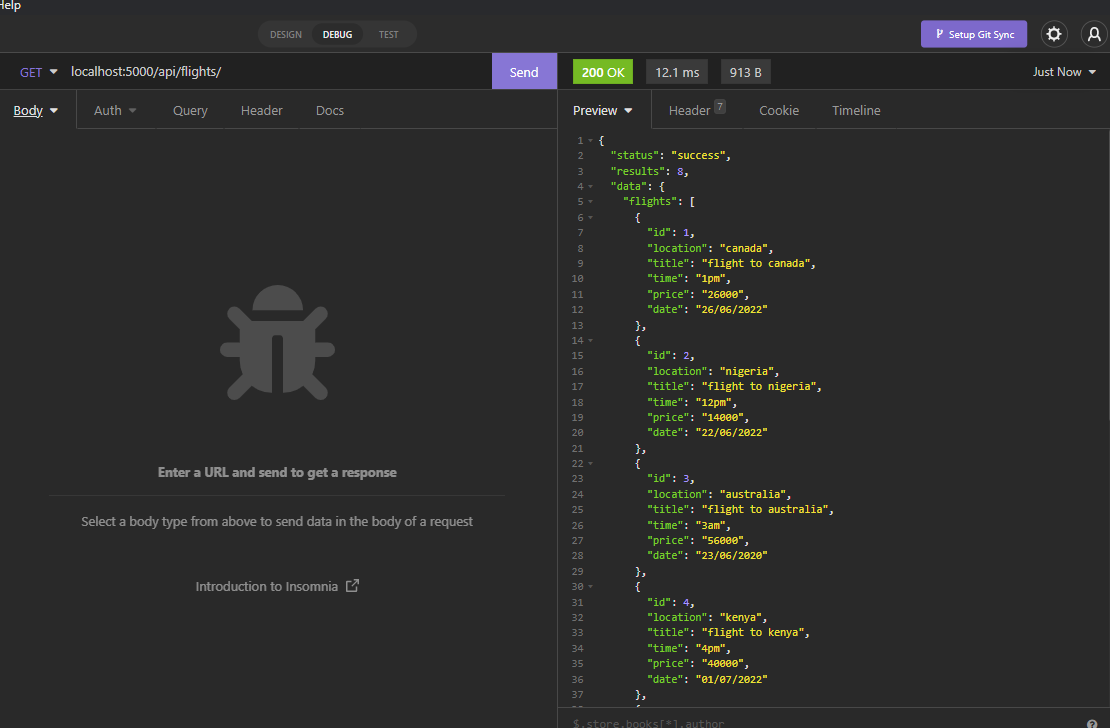 Help
DESIGN DEBUG TEST
Setup Git Sync
GET localhost:5000/api/flights/ Send
200 OK 12.1 ms 913 B Just Now
Body Auth Query Header Docs
Preview Header 7 Cookie Timeline
Enter a URL and send to get a response
Select a body type from above to send data in the body of a request
Introduction to Insomnia
1 {
2 "status": "success",
3 "results": 8,
4 "data": {
5 "flights": [
6 {
7 "id": 1,
8 "location": "canada",
9 "title": "flight to canada",
10 "time": "1pm",
11 "price": "26000",
12 "date": "26/06/2022"
13 },
14 {
15 "id": 2,
16 "location": "nigeria",
17 "title": "flight to nigeria",
18 "time": "12pm",
19 "price": "14000",
20 "date": "22/06/2022"
21 },
22 {
23 "id": 3,
24 "location": "australia",
25 "title": "flight to australia",
26 "time": "3am",
27 "price": "56000",
28 "date": "23/06/2020"
29 },
30 {
31 "id": 4,
32 "location": "kenya",
33 "title": "flight to kenya",
34 "time": "4pm",
35 "price": "40000",
36 "date": "01/07/2022"
37 },
$.store.books[*].author